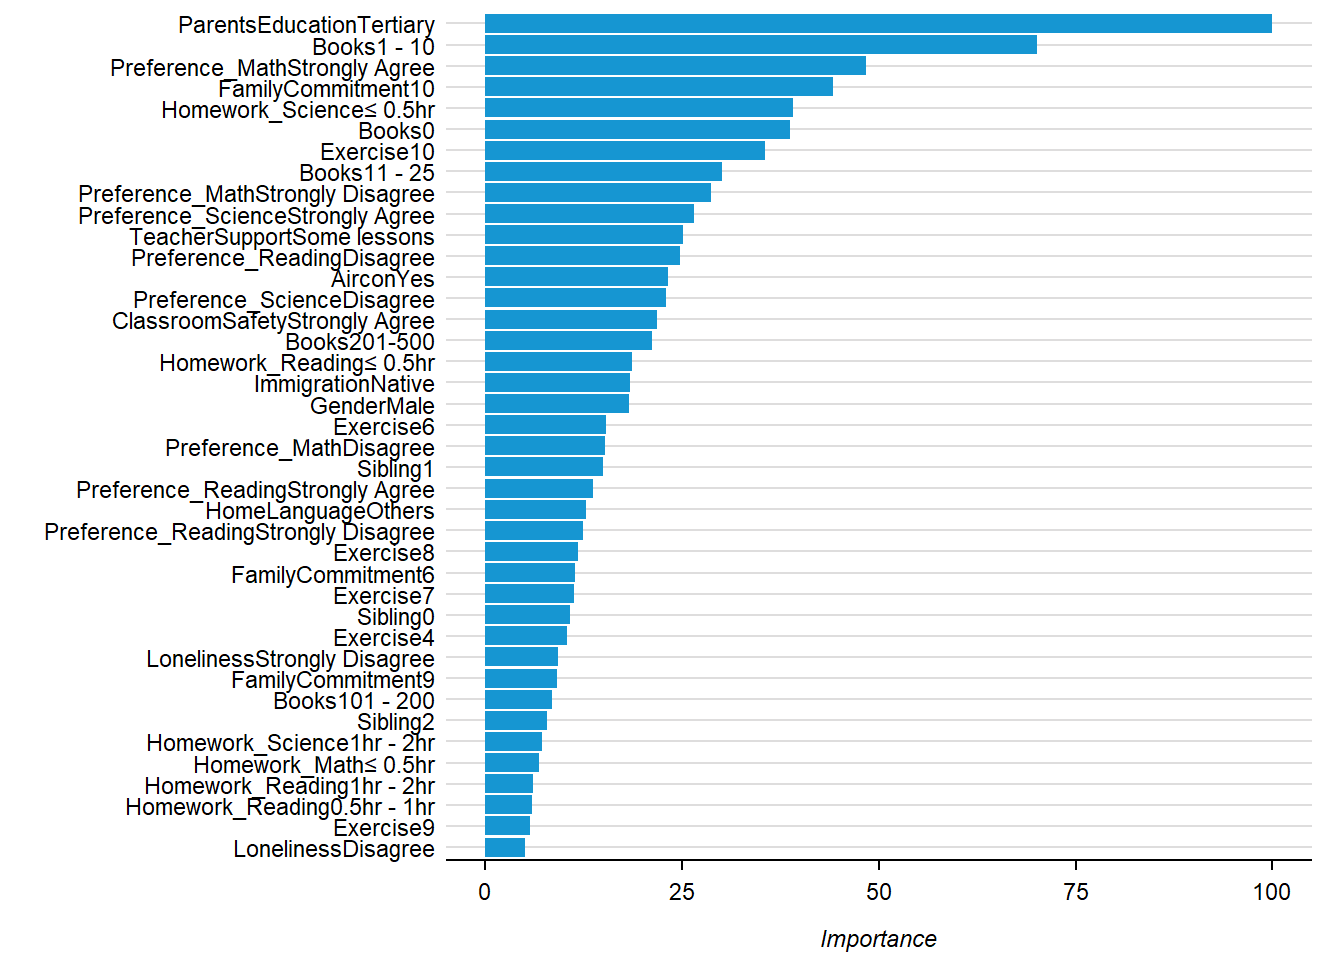 ParentsEducationTertiary
Books1 - 10
Preference_MathStrongly Agree
FamilyCommitment10
Homework_Science≤ 0.5hr
Books0
Exercise10
Books11 - 25
Preference_MathStrongly Disagree
Preference_ScienceStrongly Agree
TeacherSupportSome lessons
Preference_ReadingDisagree
AirconYes
Preference_ScienceDisagree
ClassroomSafetyStrongly Agree
Books201-500
Homework_Reading≤ 0.5hr
ImmigrationNative
GenderMale
Exercise6
Preference_MathDisagree
Sibling1
Preference_ReadingStrongly Agree
HomeLanguageOthers
Preference_ReadingStrongly Disagree
Exercise8
FamilyCommitment6
Exercise7
Sibling0
Exercise4
LonelinessStrongly Disagree
FamilyCommitment9
Books101 - 200
Sibling2
Homework_Science1hr - 2hr
Homework_Math≤ 0.5hr
Homework_Reading1hr - 2hr
Homework_Reading0.5hr - 1hr
Exercise9
LonelinessDisagree
0 25 50 75 100
Importance